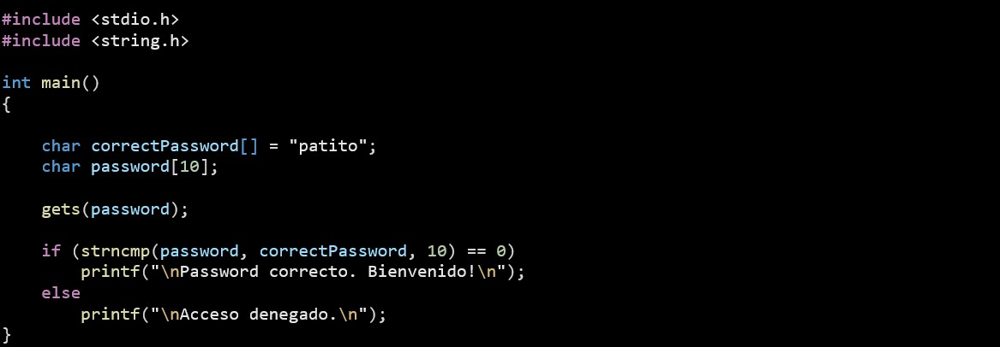 #include <stdio.h>
#include <string.h>
int main()
{
    char correctPassword[] = "patito";
    char password[10];
    gets(password);
    if (strncmp(password, correctPassword, 10) == 0)
        printf("\nPassword correcto. Bienvenido!\n");
    else
        printf("\nAcceso denegado.\n");
}